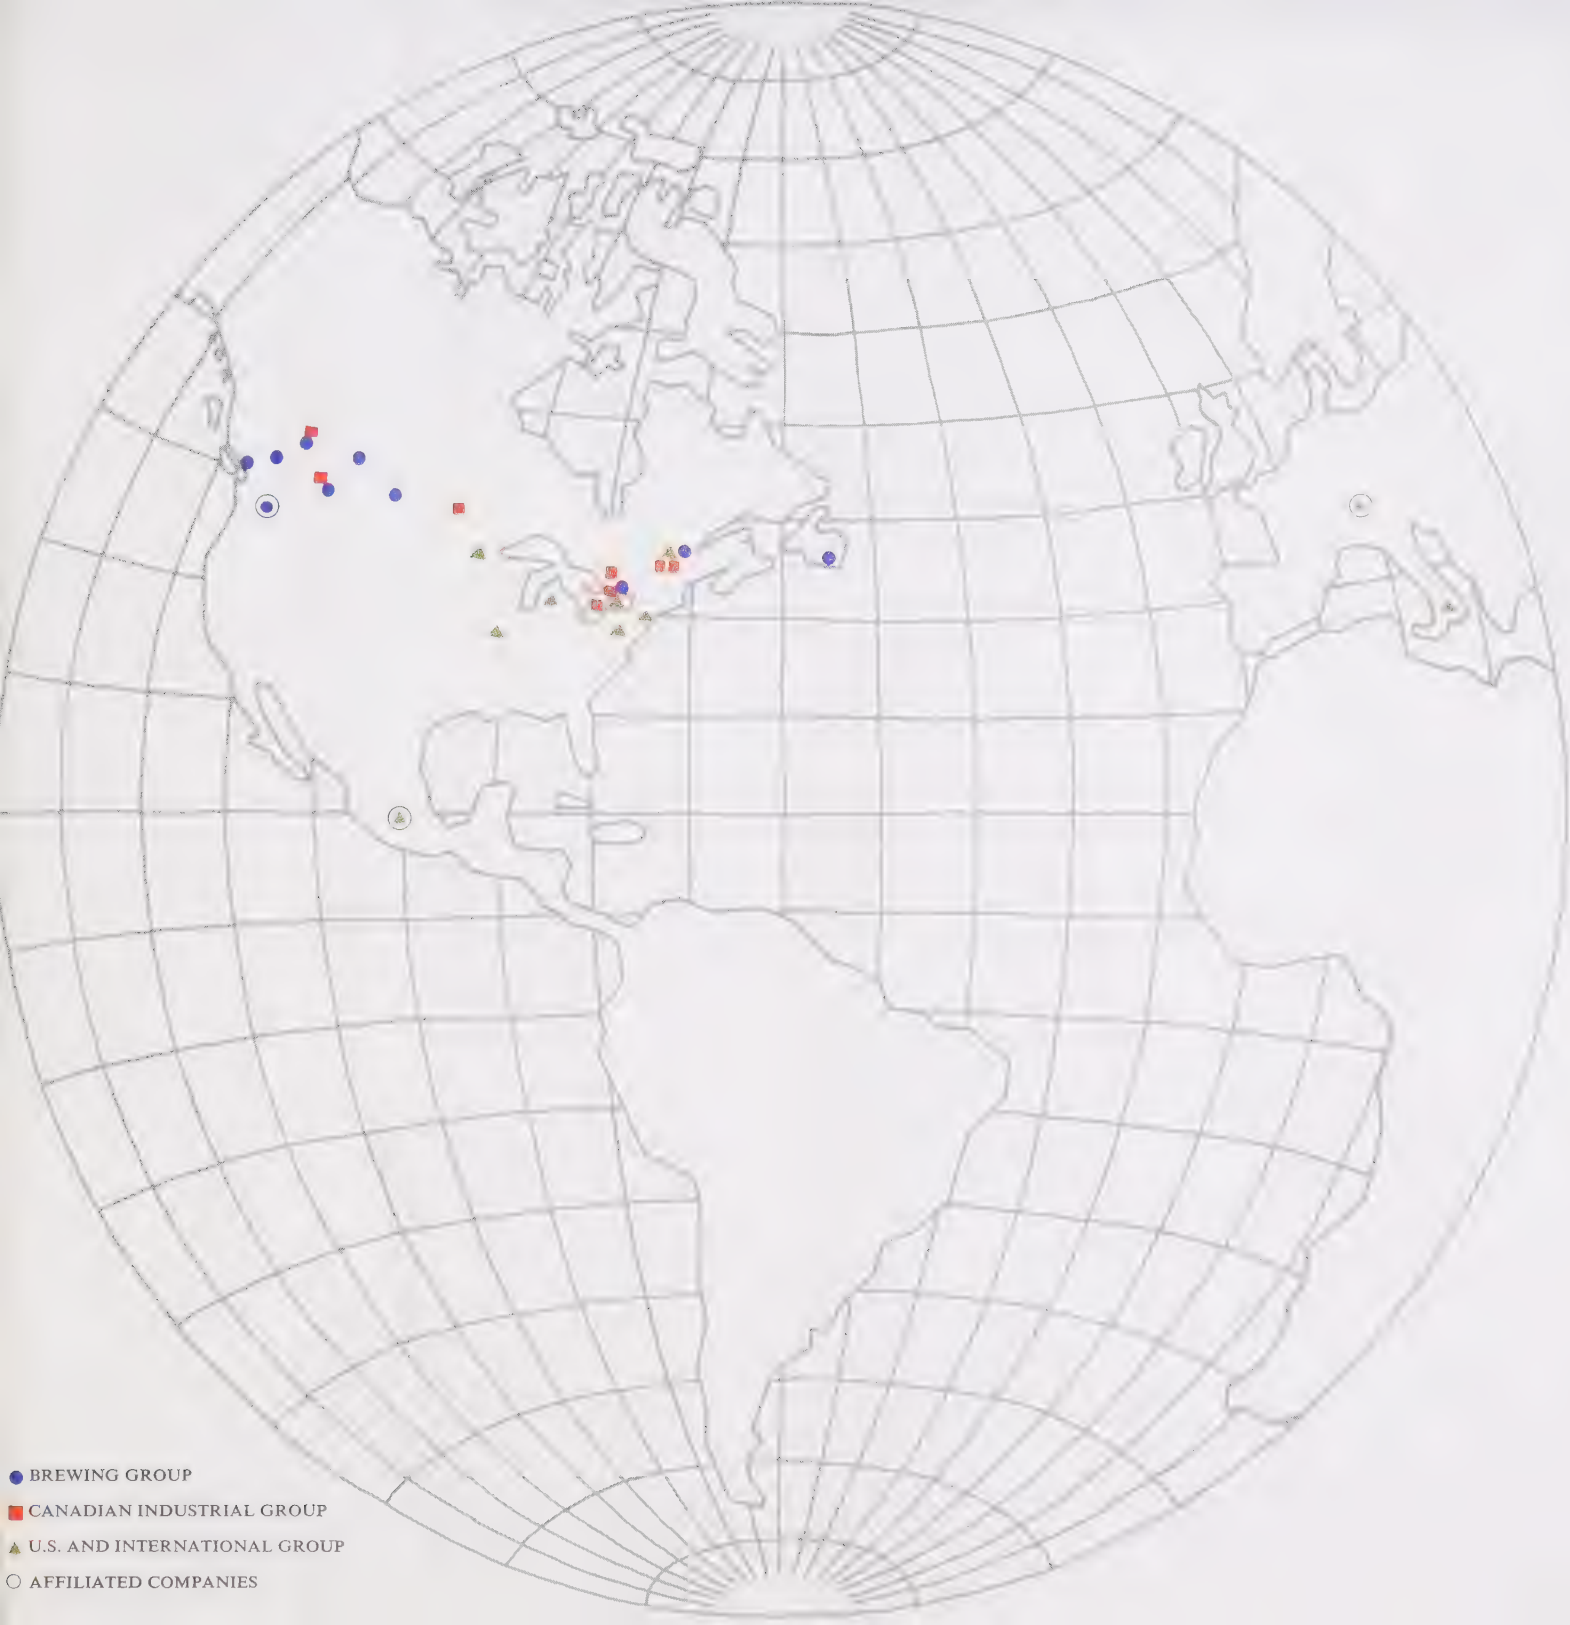 BREWING GROUP
CANADIAN INDUSTRIAL GROUP
U.S. AND INTERNATIONAL GROUP
AFFILIATED COMPANIES